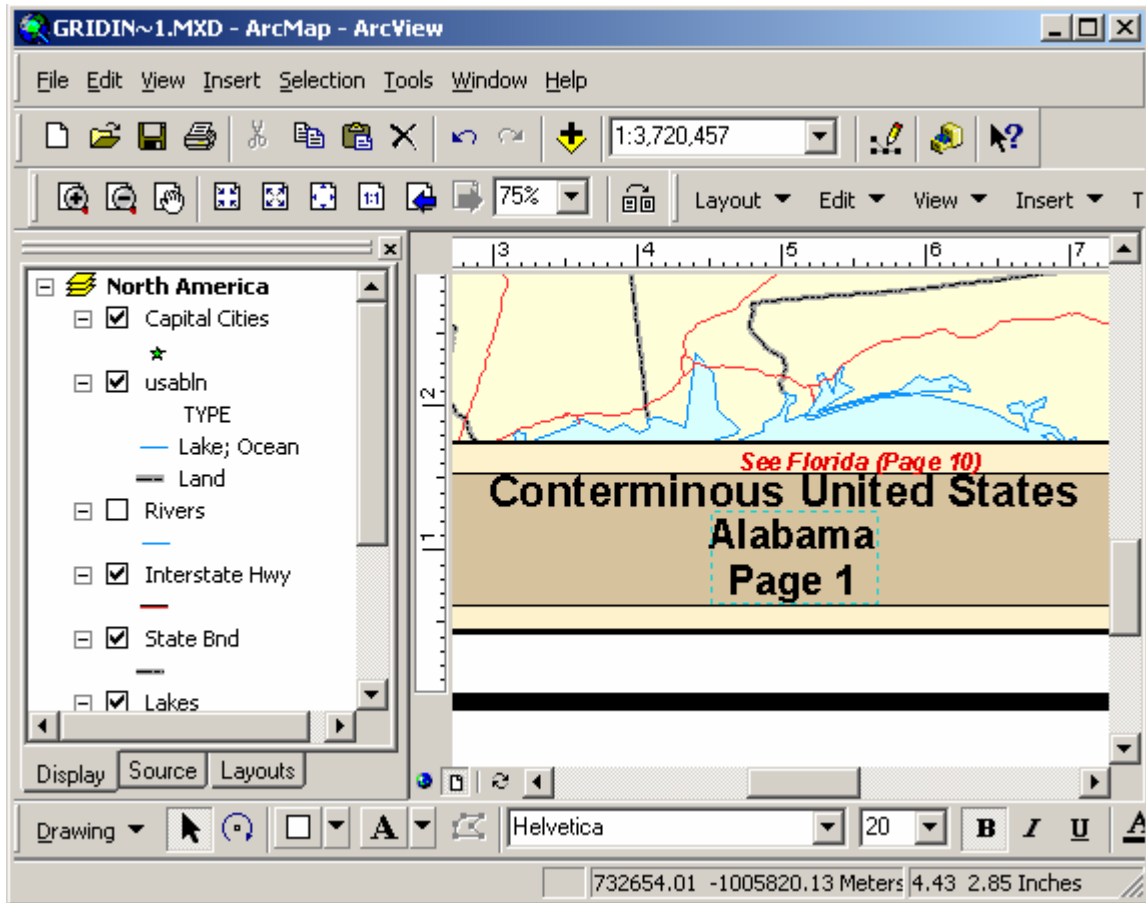 GRIDIN~1.MXD - ArcMap - ArcView
File Edit View Insert Selection Tools Window Help
1:3,720,457
1:1 75% Layout Edit View Insert T
North America
Capital Cities
usabln
TYPE
Lake; Ocean
Land
Rivers
Interstate Hwy
State Bnd
Lakes
Display Source Layouts
3 4 5 6 7
2
1
See Florida (Page 10)
Conterminous United States
Alabama
Page 1
Drawing A Helvetica 20 B I U A
732654.01 -1005820.13 Meters 4.43 2.85 Inches